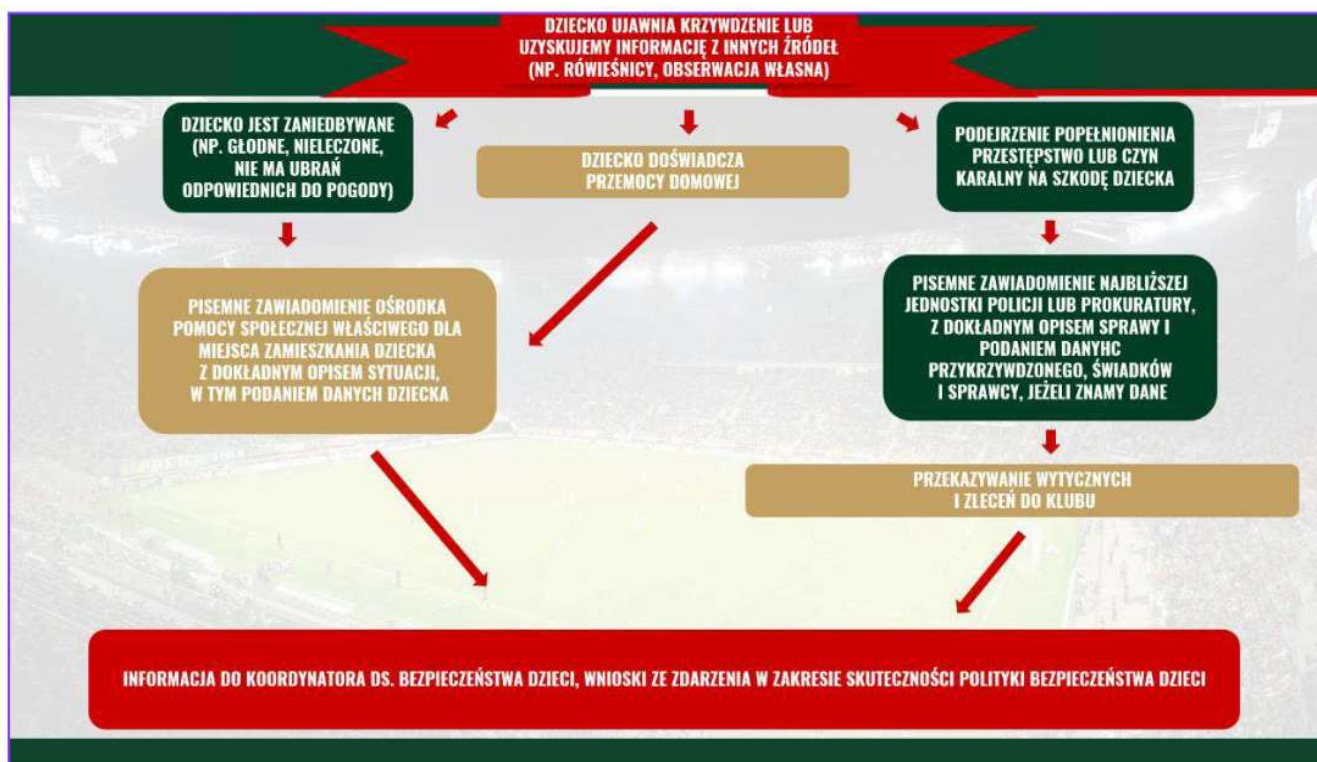 DZIECKO UJAWNIA KRZYWDZENIE LUB
UZYSKUJEMY INFORMACJĘ Z INNYCH ŹRÓDEŁ
(NP. RÓWIEŚNICY, OBSERWACJA WŁASNA)
DZIECKO JEST ZANIEDBYWANE
(NP. GŁODNE, NIELECZONE,
NIE MA UBRAŃ
ODPOWIEDNICH DO POGODY)
DZIECKO DOŚWIADCZA
PRZEMOCY DOMOWEJ
PODEJRZENIE POPEŁNIONIENIA
PRZESTĘPSTWO LUB CZYN
KARALNY NA SZKODĘ DZIECKA
PISEMNE ZAWIADOMIENIE OŚRODKA
POMOCY SPOŁECZNEJ WŁAŚCIWEGO DLA
MIEJSCA ZAMIESZKANIA DZIECKA
Z DOKŁADNYM OPISEM SYTUACJI,
W TYM PODANIEM DANYCH DZIECKA
PISEMNE ZAWIADOMIENIE NAJBLIŻSZEJ
JEDNOSTKI POLICJI LUB PROKURATURY,
Z DOKŁADNYM OPISEM SPRAWY I
PODANIEM DANYHC
PRZYKRZYWDZONEGO, ŚWIADKÓW
I SPRAWCY, JEŻELI ZNAMY DANE
PRZEKAZYWANIE WYTYCZNYCH
I ZLECEŃ DO KLUBU
INFORMACJA DO KOORDYNATORA DS. BEZPIECZEŃSTWA DZIECI, WNIOSKI ZE ZDARZENIA W ZAKRESIE SKUTECZNOŚCI POLITYKI BEZPIECZEŃSTWA DZIECI